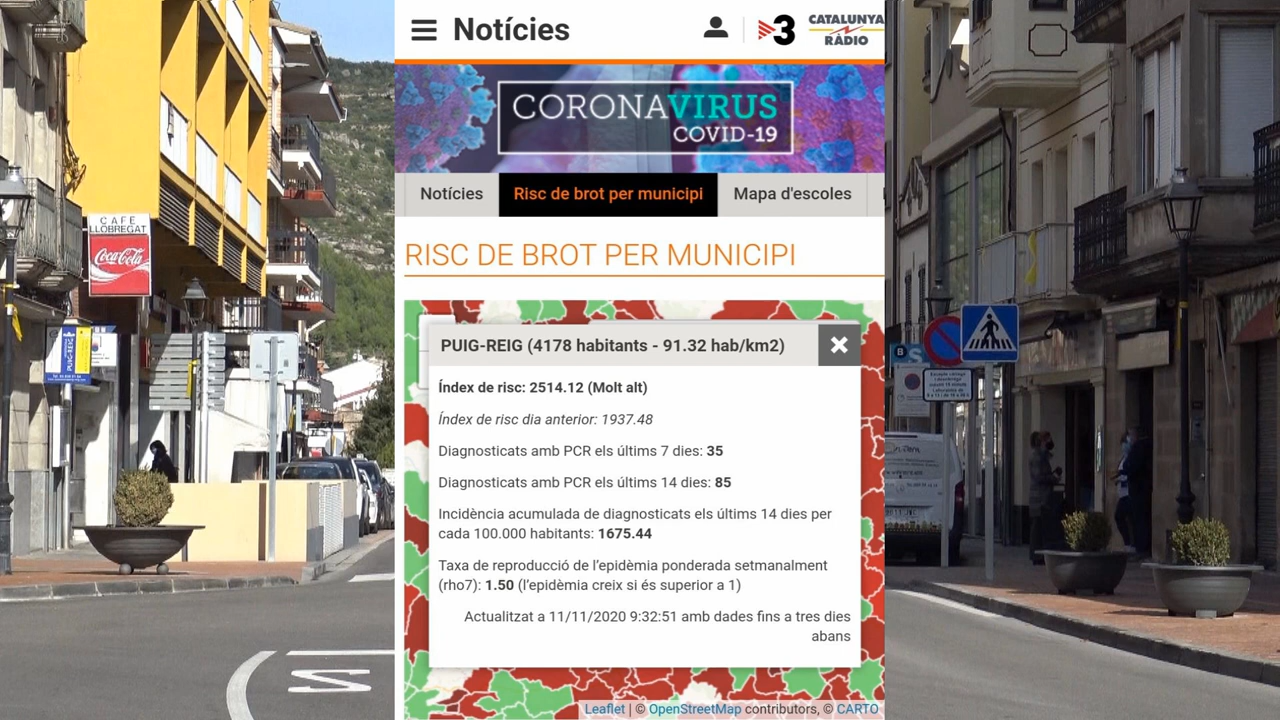 Notícies
3
CATALUNYA
RÀDIO
CORONAVIRUS
COVID-19
Notícies
Risc de brot per municipi
Mapa d'escoles
RISC DE BROT PER MUNICIPI
PUIG-REIG (4178 habitants - 91.32 hab/km2)
Índex de risc: 2514.12 (Molt alt)
Índex de risc dia anterior: 1937.48
Diagnosticats amb PCR els últims 7 dies: 35
Diagnosticats amb PCR els últims 14 dies: 85
Incidència acumulada de diagnosticats els últims 14 dies per
cada 100.000 habitants: 1675.44
Taxa de reproducció de l’epidèmia ponderada setmanalment
(rho7): 1.50 (l’epidèmia creix si és superior a 1)
Actualitzat a 11/11/2020 9:32:51 amb dades fins a tres dies
abans
Leaflet | © OpenStreetMap contributors, © CARTO
CAFE
LLOBREGAT
Coca-Cola
PUIG-REIG
B S